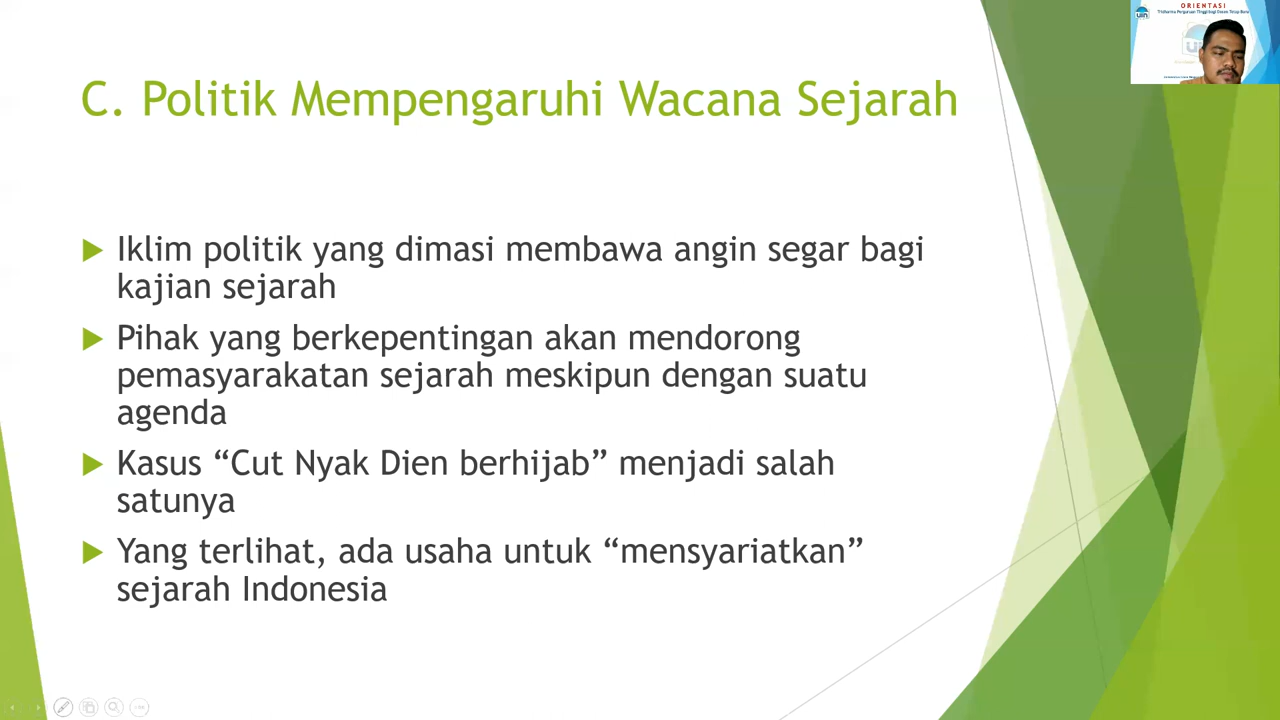 C. Politik Mempengaruhi Wacana Sejarah
Iklim politik yang dimasi membawa angin segar bagi
kajian sejarah
Pihak yang berkepentingan akan mendorong
pemasyarakatan sejarah meskipun dengan suatu
agenda
Kasus “Cut Nyak Dien berhijab” menjadi salah
satunya
Yang terlihat, ada usaha untuk “mensyariatkan”
sejarah Indonesia
ORIENTASI
uin